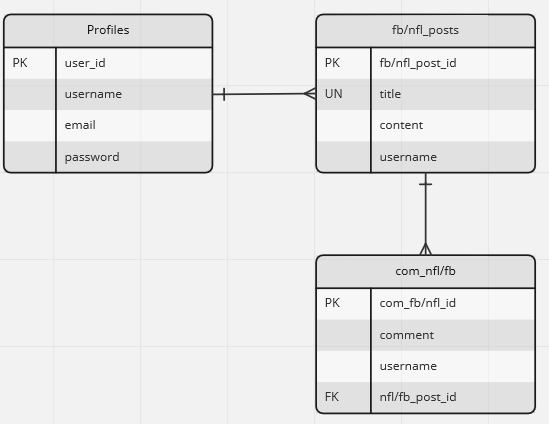 Profiles
PK user_id
username
email
password
fb/nfl_posts
PK fb/nfl_post_id
UN title
content
username
com_nfl/fb
PK com_fb/nfl_id
comment
username
FK nfl/fb_post_id